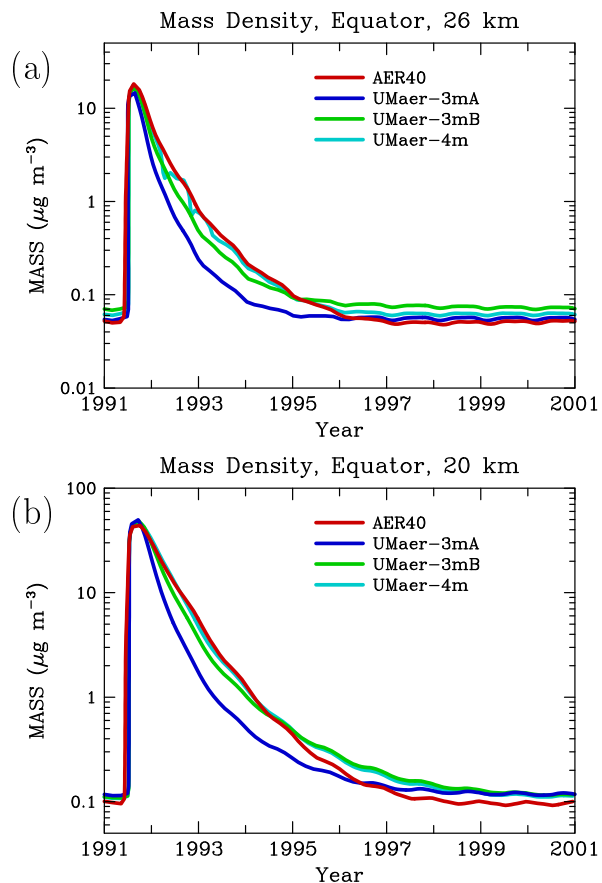 Mass Density, Equator, 26 km
(a)
AER40
UMaer-3mA
UMaer-3mB
UMaer-4m
MASS (μg m⁻³)
10
1
0.1
0.01
1991 1993 1995 1997 1999 2001
Year
Mass Density, Equator, 20 km
(b)
AER40
UMaer-3mA
UMaer-3mB
UMaer-4m
MASS (μg m⁻³)
100
10
1
0.1
1991 1993 1995 1997 1999 2001
Year